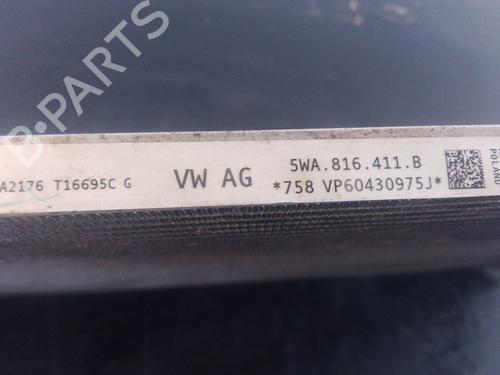 B-PARTS
A2176 T16695C G
VW AG
5WA.816.411.B
*758 VP60430975J*
POLAND